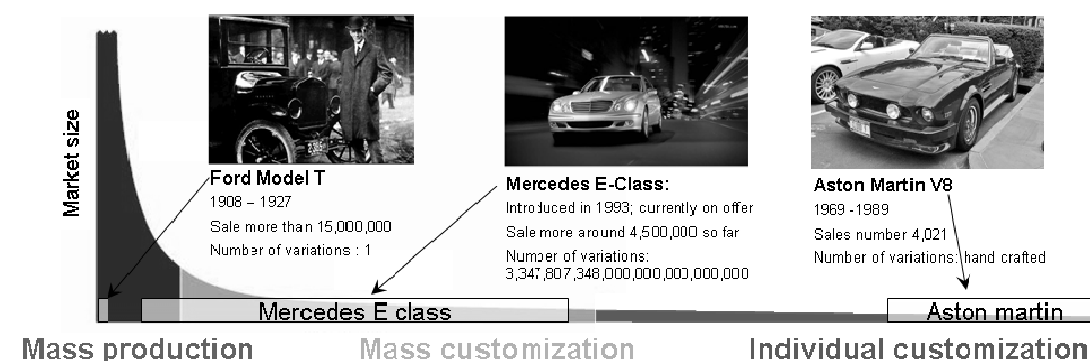 Market size
Ford Model T
1908 – 1927
Sale more than 15,000,000
Number of variations : 1
Mercedes E-Class:
Introduced in 1993; currently on offer
Sale more around 4,500,000 so far
Number of variations:
3,347,807,348,000,000,000,000,000
Aston Martin V8
1969 -1989
Sales number 4,021
Number of variations: hand crafted
Mercedes E class
Aston martin
Mass production
Mass customization
Individual customization